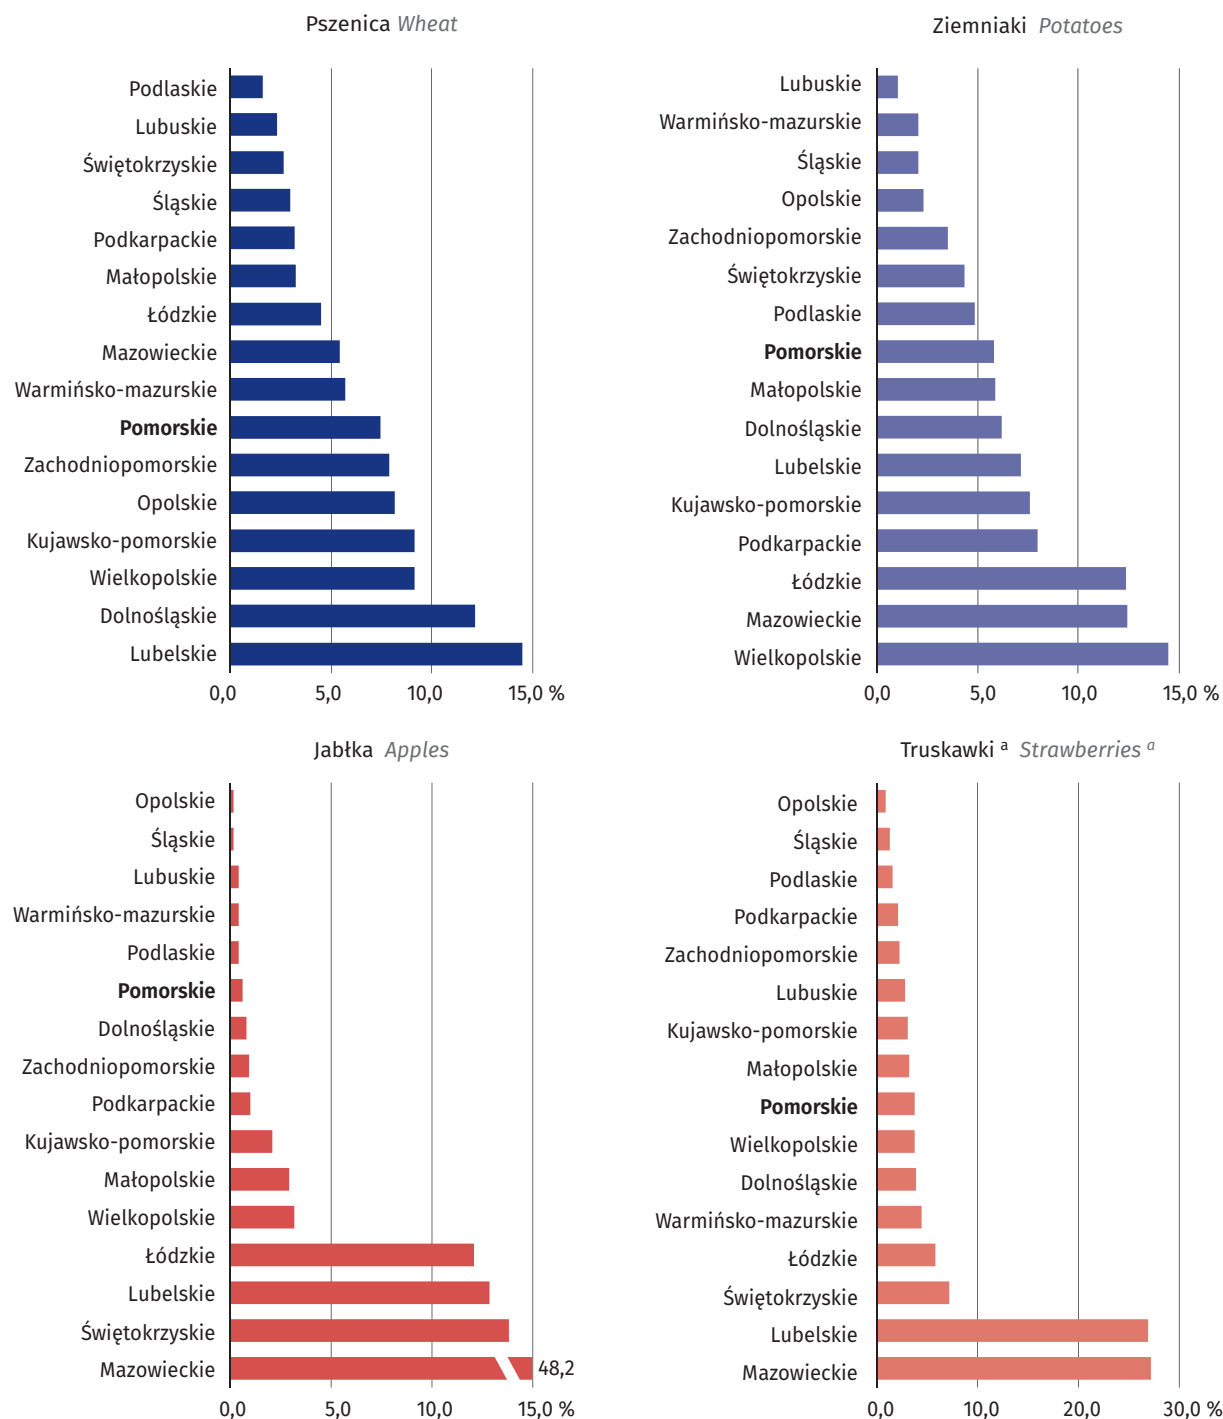 Pszenica Wheat
Podlaskie
Lubuskie
Świętokrzyskie
Śląskie
Podkarpackie
Małopolskie
Łódzkie
Mazowieckie
Warmińsko-mazurskie
Pomorskie
Zachodniopomorskie
Opolskie
Kujawsko-pomorskie
Wielkopolskie
Dolnośląskie
Lubelskie
0,0 5,0 10,0 15,0 %
Ziemniaki Potatoes
Lubuskie
Warmińsko-mazurskie
Śląskie
Opolskie
Zachodniopomorskie
Świętokrzyskie
Podlaskie
Pomorskie
Małopolskie
Dolnośląskie
Lubelskie
Kujawsko-pomorskie
Podkarpackie
Łódzkie
Mazowieckie
Wielkopolskie
0,0 5,0 10,0 15,0 %
Jabłka Apples
Opolskie
Śląskie
Lubuskie
Warmińsko-mazurskie
Podlaskie
Pomorskie
Dolnośląskie
Zachodniopomorskie
Podkarpackie
Kujawsko-pomorskie
Małopolskie
Wielkopolskie
Łódzkie
Lubelskie
Świętokrzyskie
Mazowieckie 48,2
0,0 5,0 10,0 15,0 %
Truskawki a Strawberries a
Opolskie
Śląskie
Podlaskie
Podkarpackie
Zachodniopomorskie
Lubuskie
Kujawsko-pomorskie
Małopolskie
Pomorskie
Wielkopolskie
Dolnośląskie
Warmińsko-mazurskie
Łódzkie
Świętokrzyskie
Lubelskie
Mazowieckie
0,0 10,0 20,0 30,0 %